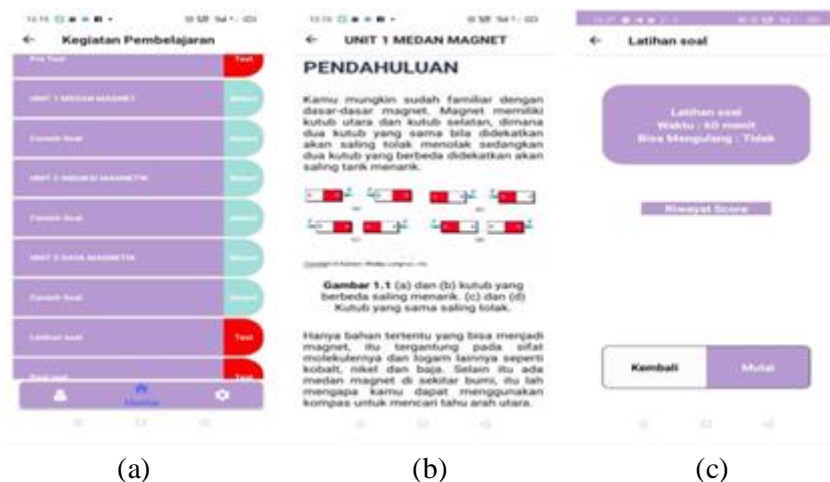 Kegiatan Pembelajaran
Pre Test
Test
UNIT 1 MEDAN MAGNET
Contoh Soal
UNIT 2 INDUKSI MAGNETIK
Contoh Soal
UNIT 3 GAYA MAGNETIK
Contoh Soal
Latihan soal
Test
Test
Home
(a)
UNIT 1 MEDAN MAGNET
PENDAHULUAN
Kamu mungkin sudah familiar dengan
dasar-dasar magnet. Magnet memiliki
kutub utara dan kutub selatan, dimana
dua kutub yang sama bila didekatkan
akan saling tolak menolak sedangkan
dua kutub yang berbeda didekatkan akan
saling tarik menarik.
Gambar 1.1 (a) dan (b) kutub yang
berbeda saling menarik. (c) dan (d)
Kutub yang sama saling tolak.
Hanya bahan tertentu yang bisa menjadi
magnet, itu tergantung pada sifat
molekulernya dan logam lainnya seperti
kobalt, nikel dan baja. Selain itu ada
medan magnet di sekitar bumi, itu lah
mengapa kamu dapat menggunakan
kompas untuk mencari tahu arah utara.
(b)
Latihan soal
Latihan soal
Waktu : 60 menit
Bisa Mengulang : Tidak
Riwayat Score
Kembali
Mulai
(c)